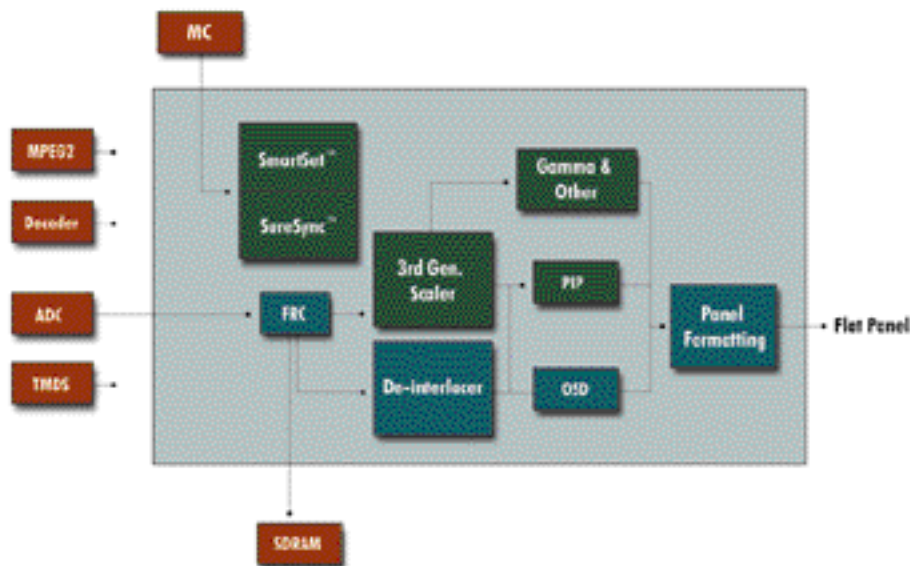 MC
MPEG2
SmartSet™
Gamma &
Other
Decoder
SureSync™
3rd Gen.
Scaler
PIP
ADC
FRC
Panel
Formatting
Flat Panel
TMDS
De-interlacer
OSD
SDRAM